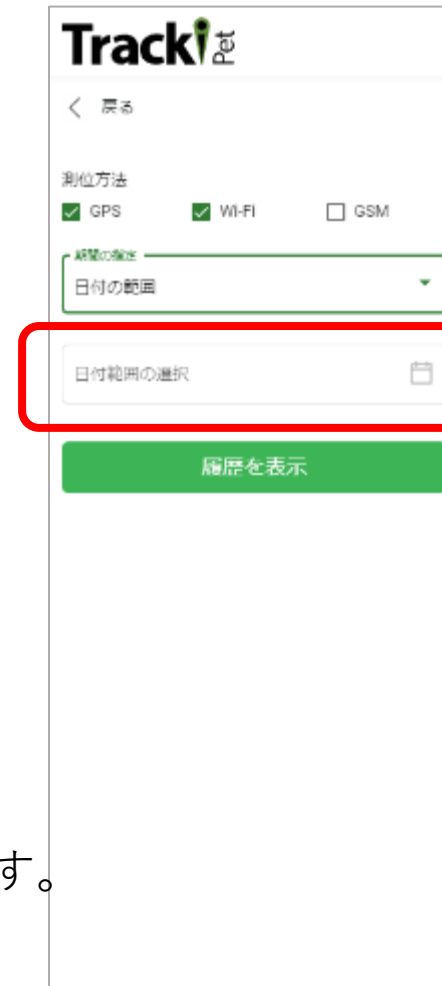 Tracki Pet
戻る
測位方法
GPS WI-FI GSM
期間の指定
日付の範囲
日付範囲の選択
履歴を表示
す。